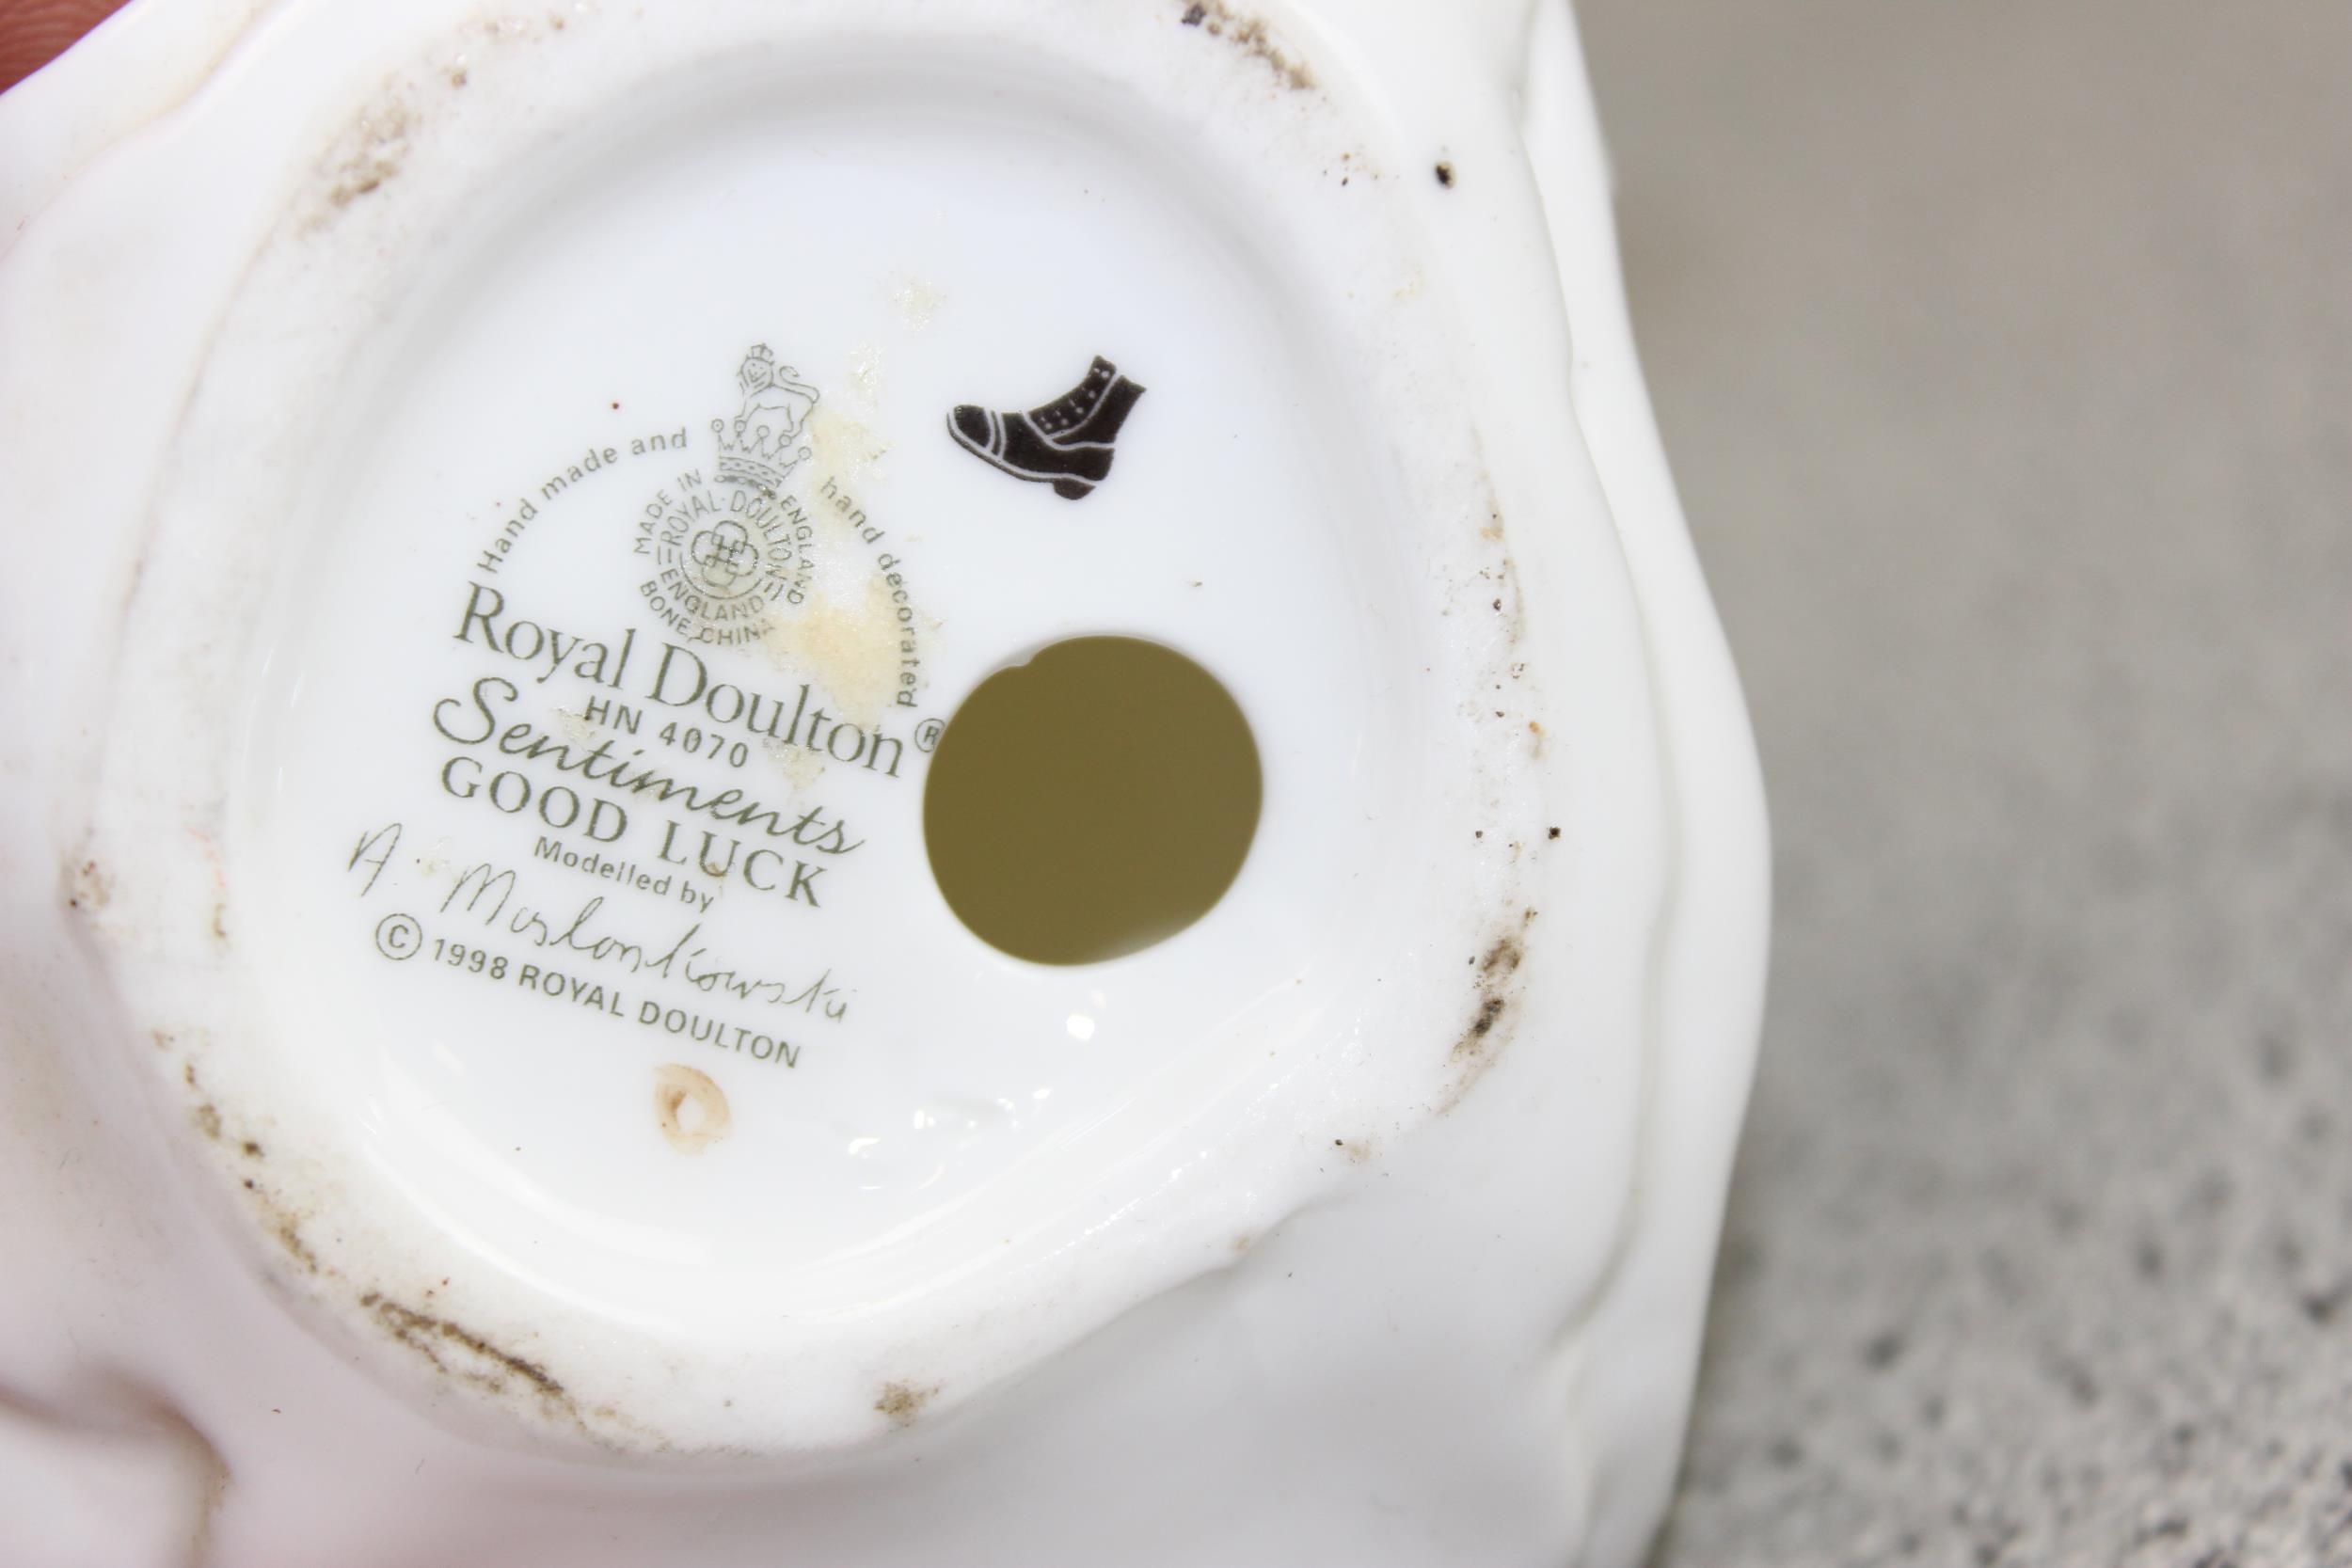 Hand made and hand decorated
MADE IN ENGLAND
ROYAL·DOULTON
ENGLAND
BONE CHINA
Royal Doulton®
HN 4070
Sentiments
GOOD LUCK
Modelled by
A. Maslankowski
© 1998 ROYAL DOULTON